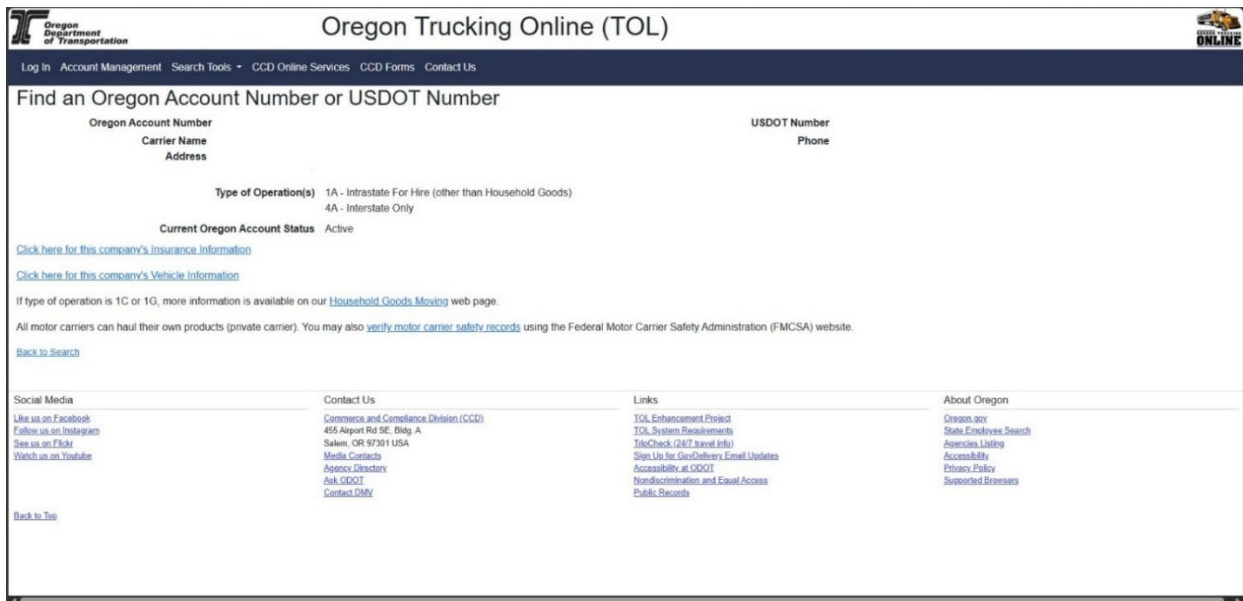 Oregon
Department
of Transportation
Oregon Trucking Online (TOL)
OREGON TRUCKING
ONLINE
Log In Account Management Search Tools CCD Online Services CCD Forms Contact Us
Find an Oregon Account Number or USDOT Number
Oregon Account Number USDOT Number
Carrier Name Phone
Address
Type of Operation(s) 1A - Intrastate For Hire (other than Household Goods)
4A - Interstate Only
Current Oregon Account Status Active
Click here for this company's Insurance Information
Click here for this company's Vehicle Information
If type of operation is 1C or 1G, more information is available on our Household Goods Moving web page.
All motor carriers can haul their own products (private carrier). You may also verify motor carrier safety records using the Federal Motor Carrier Safety Administration (FMCSA) website.
Back to Search
Social Media
Like us on Facebook
Follow us on Instagram
See us on Flickr
Watch us on Youtube
Contact Us
Commerce and Compliance Division (CCD)
455 Airport Rd SE, Bldg. A
Salem, OR 97301 USA
Media Contacts
Agency Directory
Ask ODOT
Contact DMV
Links
TOL Enhancement Project
TOL System Requirements
TripCheck (24/7 travel info)
Sign Up for GovDelivery Email Updates
Accessibility at ODOT
Nondiscrimination and Equal Access
Public Records
About Oregon
Oregon.gov
State Employee Search
Agencies Listing
Accessibility
Privacy Policy
Supported Browsers
Back to Top